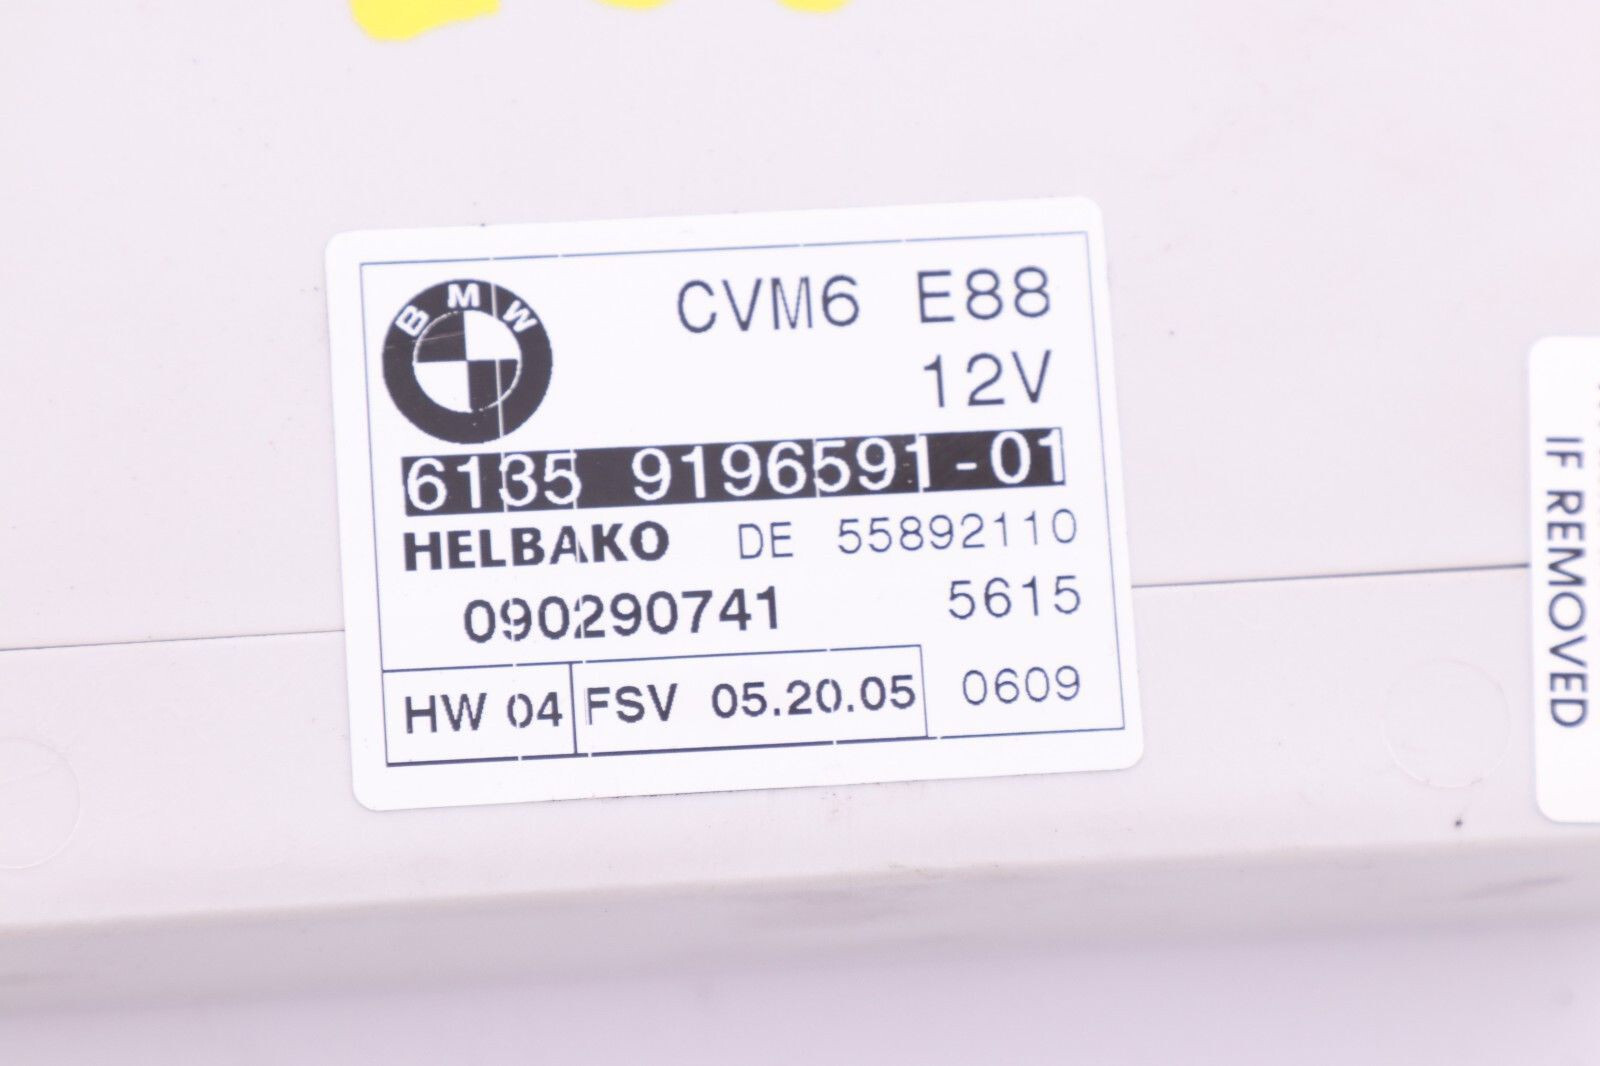 BMW
CVM6 E88
12V
6135 9196591-01
HELBAKO DE 55892110
090290741 5615
HW 04 FSV 05.20.05 0609
IF REMOVED